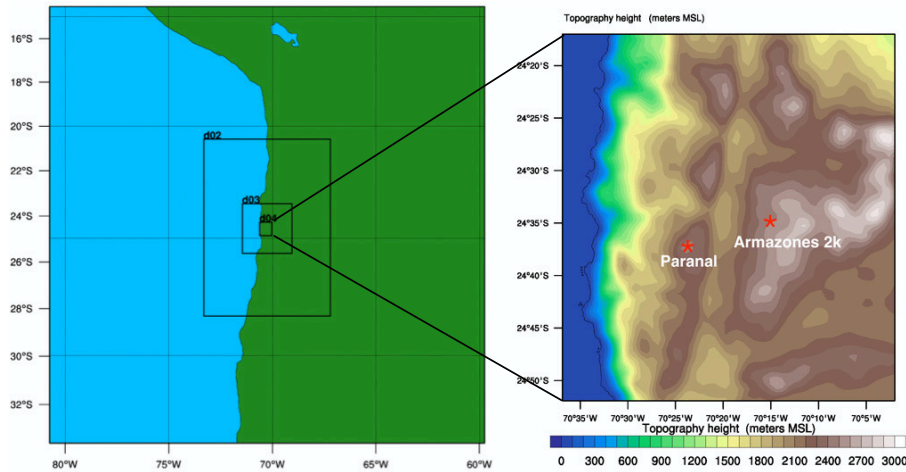 Topography height (meters MSL)
16°S
18°S
20°S
22°S
24°S
26°S
28°S
30°S
32°S
80°W 75°W 70°W 65°W 60°W
d02
d03
d04
24°20'S
24°25'S
24°30'S
24°35'S
24°40'S
24°45'S
24°50'S
Armazones 2k
Paranal
70°35'W 70°30'W 70°25'W 70°20'W 70°15'W 70°10'W 70°5'W
Topography height (meters MSL)
0 300 600 900 1200 1500 1800 2100 2400 2700 3000